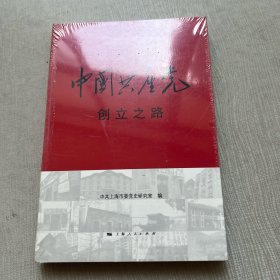 中国共产党
创立之路
中共上海市委党史研究室 编
上海人民出版社